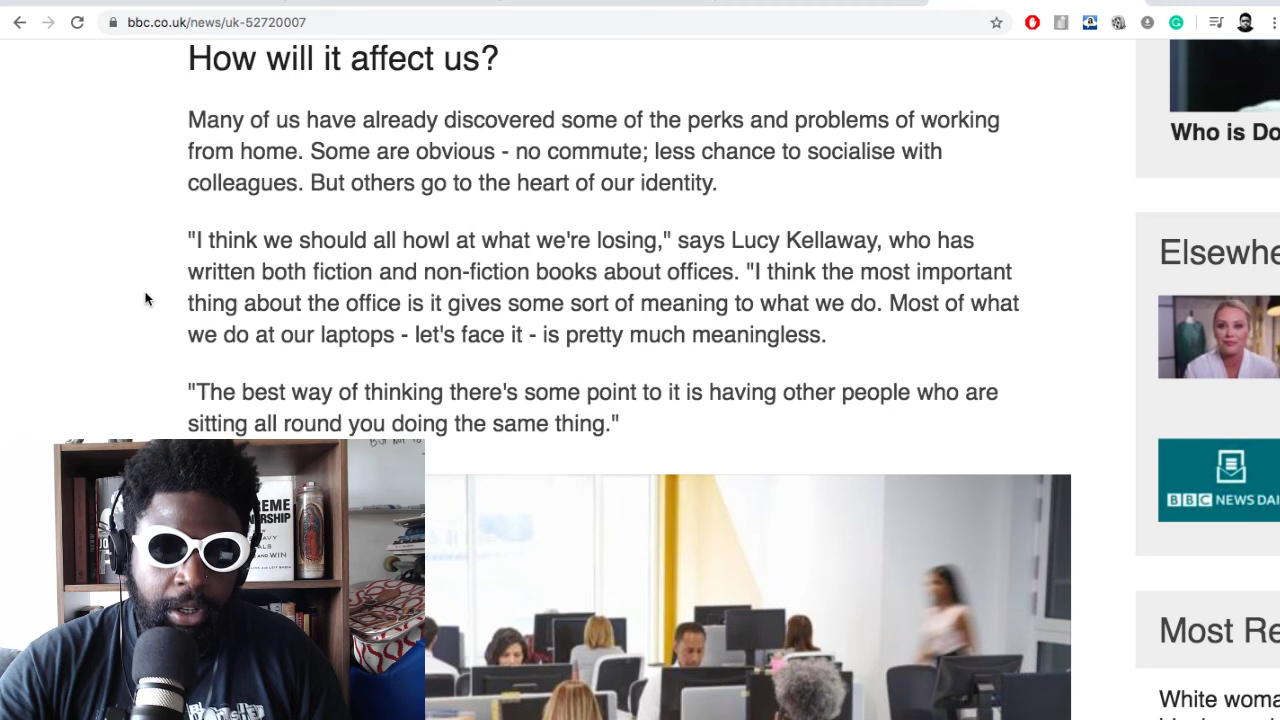 bbc.co.uk/news/uk-52720007
How will it affect us?
Many of us have already discovered some of the perks and problems of working
from home. Some are obvious - no commute; less chance to socialise with
colleagues. But others go to the heart of our identity.
"I think we should all howl at what we're losing," says Lucy Kellaway, who has
written both fiction and non-fiction books about offices. "I think the most important
thing about the office is it gives some sort of meaning to what we do. Most of what
we do at our laptops - let's face it - is pretty much meaningless.
"The best way of thinking there's some point to it is having other people who are
sitting all round you doing the same thing."
Who is Do
Elsewhe
BBC NEWS DAI
Most Re
White woma
BUT NOT
REME
ERSHIP
AND WIN